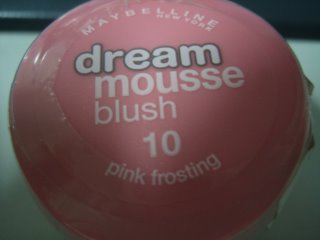 MAYBELLINE
NEW YORK
dream
mousse
blush
10
pink frosting